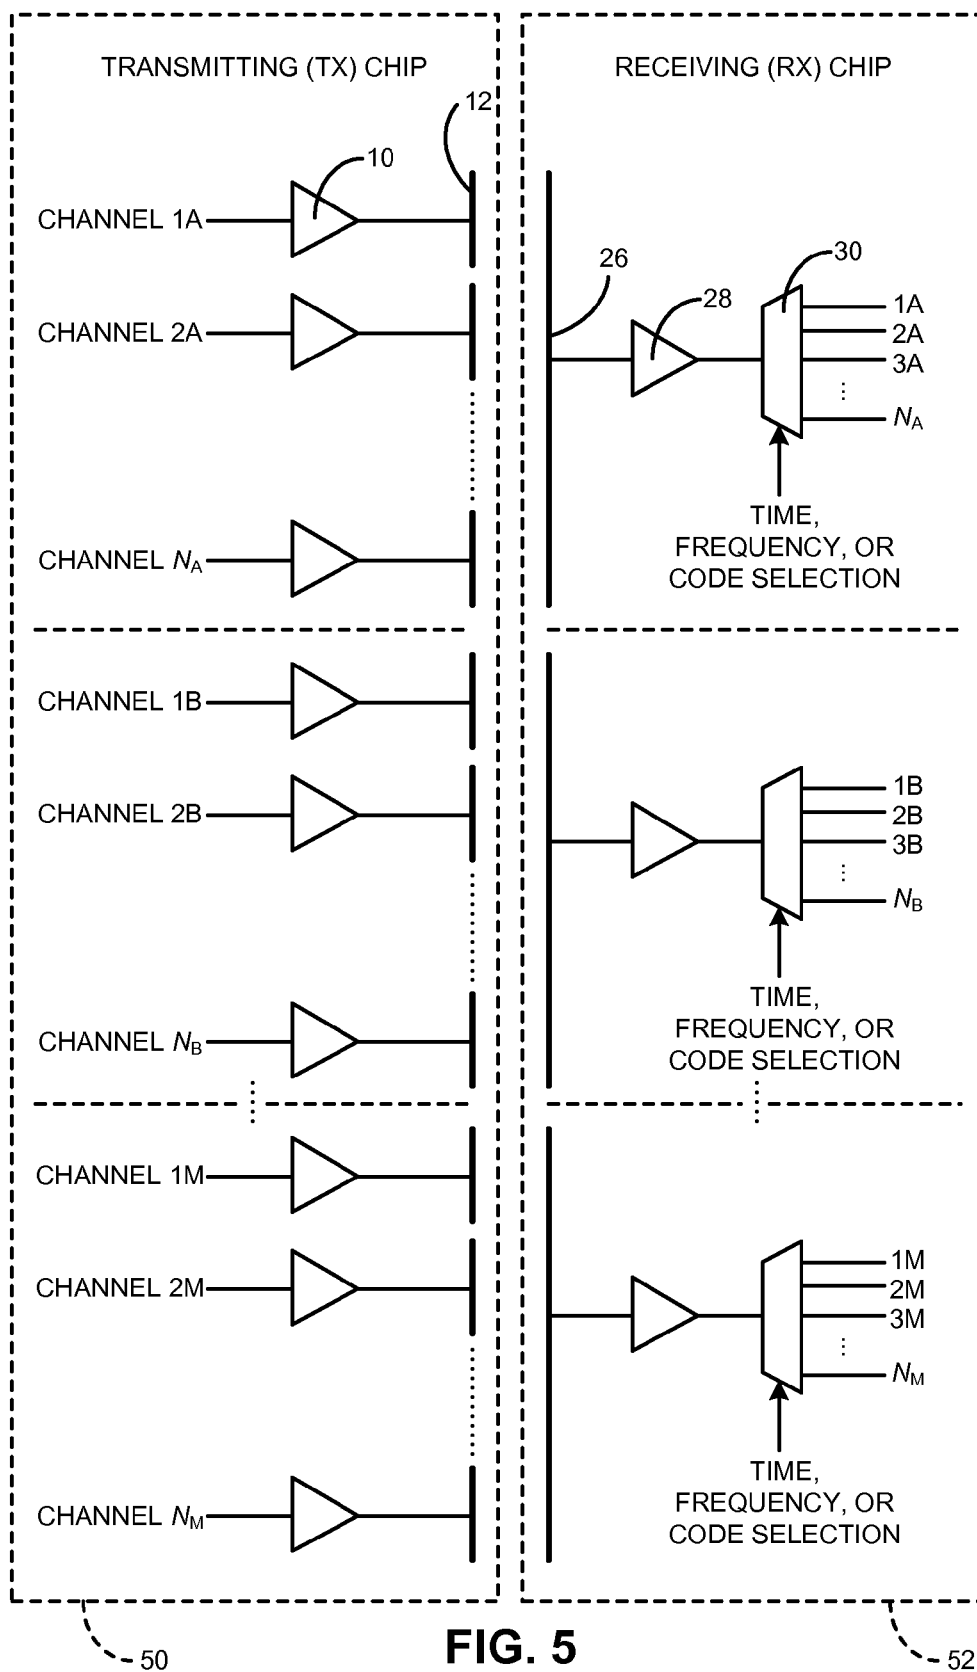 TRANSMITTING (TX) CHIP
RECEIVING (RX) CHIP
12
10
CHANNEL 1A
26
30
28
1A
CHANNEL 2A
2A
3A
⋮
N_A
TIME,
FREQUENCY, OR
CODE SELECTION
CHANNEL N_A
CHANNEL 1B
1B
CHANNEL 2B
2B
3B
⋮
N_B
TIME,
FREQUENCY, OR
CODE SELECTION
CHANNEL N_B
CHANNEL 1M
1M
CHANNEL 2M
2M
3M
⋮
N_M
TIME,
FREQUENCY, OR
CODE SELECTION
CHANNEL N_M
50
FIG. 5
52